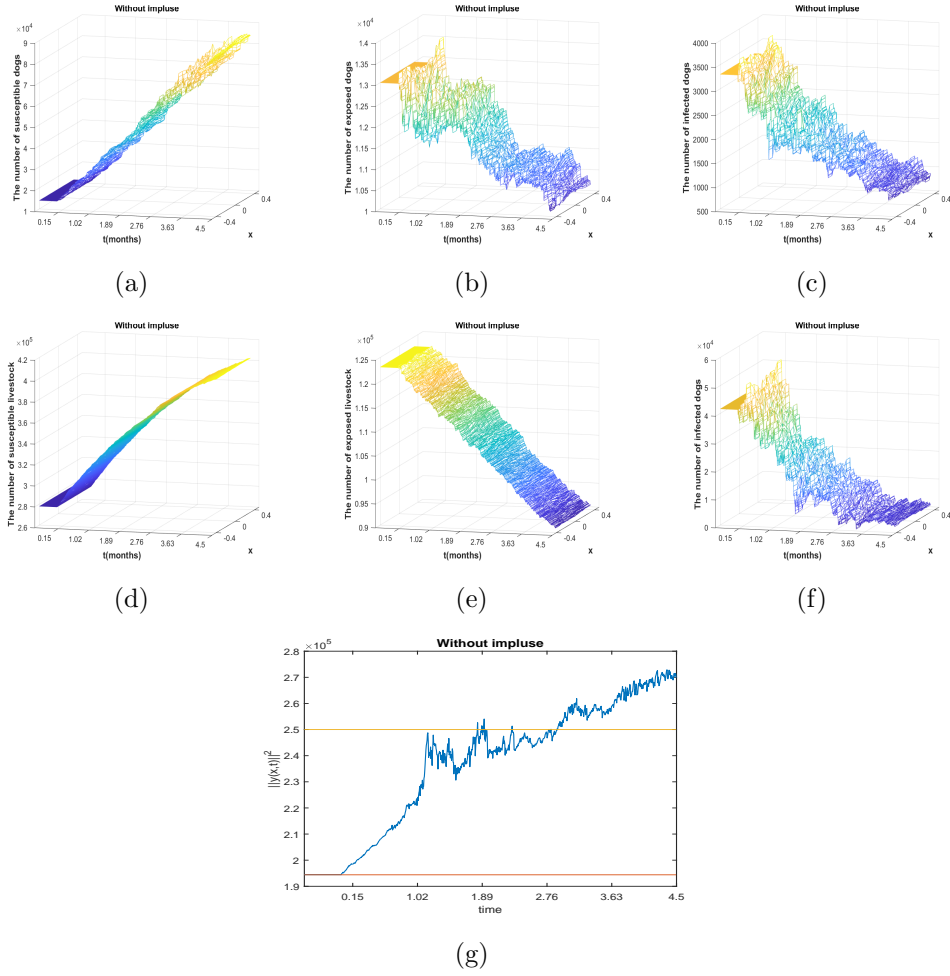 Without impluse
×10⁴
The number of susceptible dogs
9
8
7
6
5
4
3
2
1
0.15 1.02 1.89 2.76 3.63 4.5
t(months)
-0.4 0 0.4
x
(a)
Without impluse
×10⁴
The number of exposed dogs
1.4
1.35
1.3
1.25
1.2
1.15
1.1
1.05
1
0.15 1.02 1.89 2.76 3.63 4.5
t(months)
-0.4 0 0.4
x
(b)
Without impluse
The number of infected dogs
4000
3500
3000
2500
2000
1500
1000
500
0.15 1.02 1.89 2.76 3.63 4.5
t(months)
-0.4 0 0.4
x
(c)
Without impluse
×10⁵
The number of susceptible livestock
4.2
4
3.8
3.6
3.4
3.2
3
2.8
2.6
0.15 1.02 1.89 2.76 3.63 4.5
t(months)
-0.4 0 0.4
x
(d)
Without impluse
×10⁵
The number of exposed livestock
1.25
1.2
1.15
1.1
1.05
1
0.95
0.9
0.15 1.02 1.89 2.76 3.63 4.5
t(months)
-0.4 0 0.4
x
(e)
Without impluse
×10⁴
The number of infected dogs
6
5
4
3
2
1
0
0.15 1.02 1.89 2.76 3.63 4.5
t(months)
-0.4 0 0.4
x
(f)
Without impluse
×10⁵
||y(x,t)||²
2.8
2.7
2.6
2.5
2.4
2.3
2.2
2.1
2
1.9
0.15 1.02 1.89 2.76 3.63 4.5
time
(g)